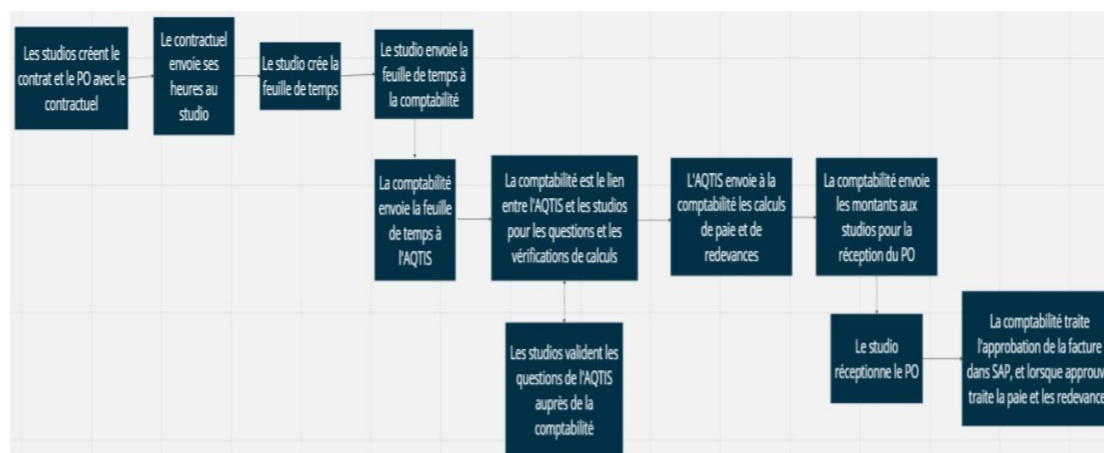 Les studios créent le
contrat et le PO avec le
contractuel
Le contractuel
envoie ses
heures au
studio
Le studio crée la
feuille de temps
Le studio envoie la
feuille de temps à
la comptabilité
La comptabilité
envoie la feuille
de temps à
l'AQTIS
La comptabilité est le lien
entre l'AQTIS et les studios
pour les questions et les
vérifications de calculs
L'AQTIS envoie à la
comptabilité les calculs
de paie et de
redevances
La comptabilité envoie
les montants aux
studios pour la
réception du PO
Les studios valident les
questions de l'AQTIS
auprès de la
comptabilité
Le studio
réceptionne le PO
La comptabilité traite
l'approbation de la facture
dans SAP, et lorsque approuv
traite la paie et les redevance